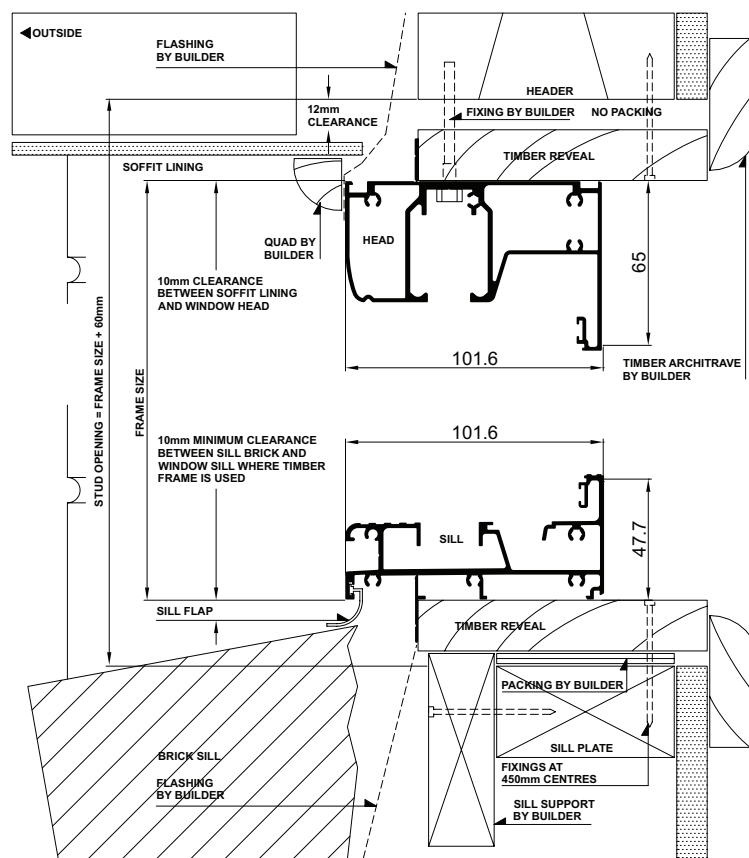 OUTSIDE
FLASHING
BY BUILDER
HEADER
12mm
CLEARANCE
FIXING BY BUILDER
NO PACKING
TIMBER REVEAL
SOFFIT LINING
HEAD
QUAD BY
BUILDER
65
10mm CLEARANCE
BETWEEN SOFFIT LINING
AND WINDOW HEAD
101.6
TIMBER ARCHITRAVE
BY BUILDER
STUD OPENING = FRAME SIZE + 60mm
FRAME SIZE
101.6
10mm MINIMUM CLEARANCE
BETWEEN SILL BRICK AND
WINDOW SILL WHERE TIMBER
FRAME IS USED
SILL
47.7
SILL FLAP
TIMBER REVEAL
PACKING BY BUILDER
BRICK SILL
SILL PLATE
FLASHING
BY BUILDER
FIXINGS AT
450mm CENTRES
SILL SUPPORT
BY BUILDER